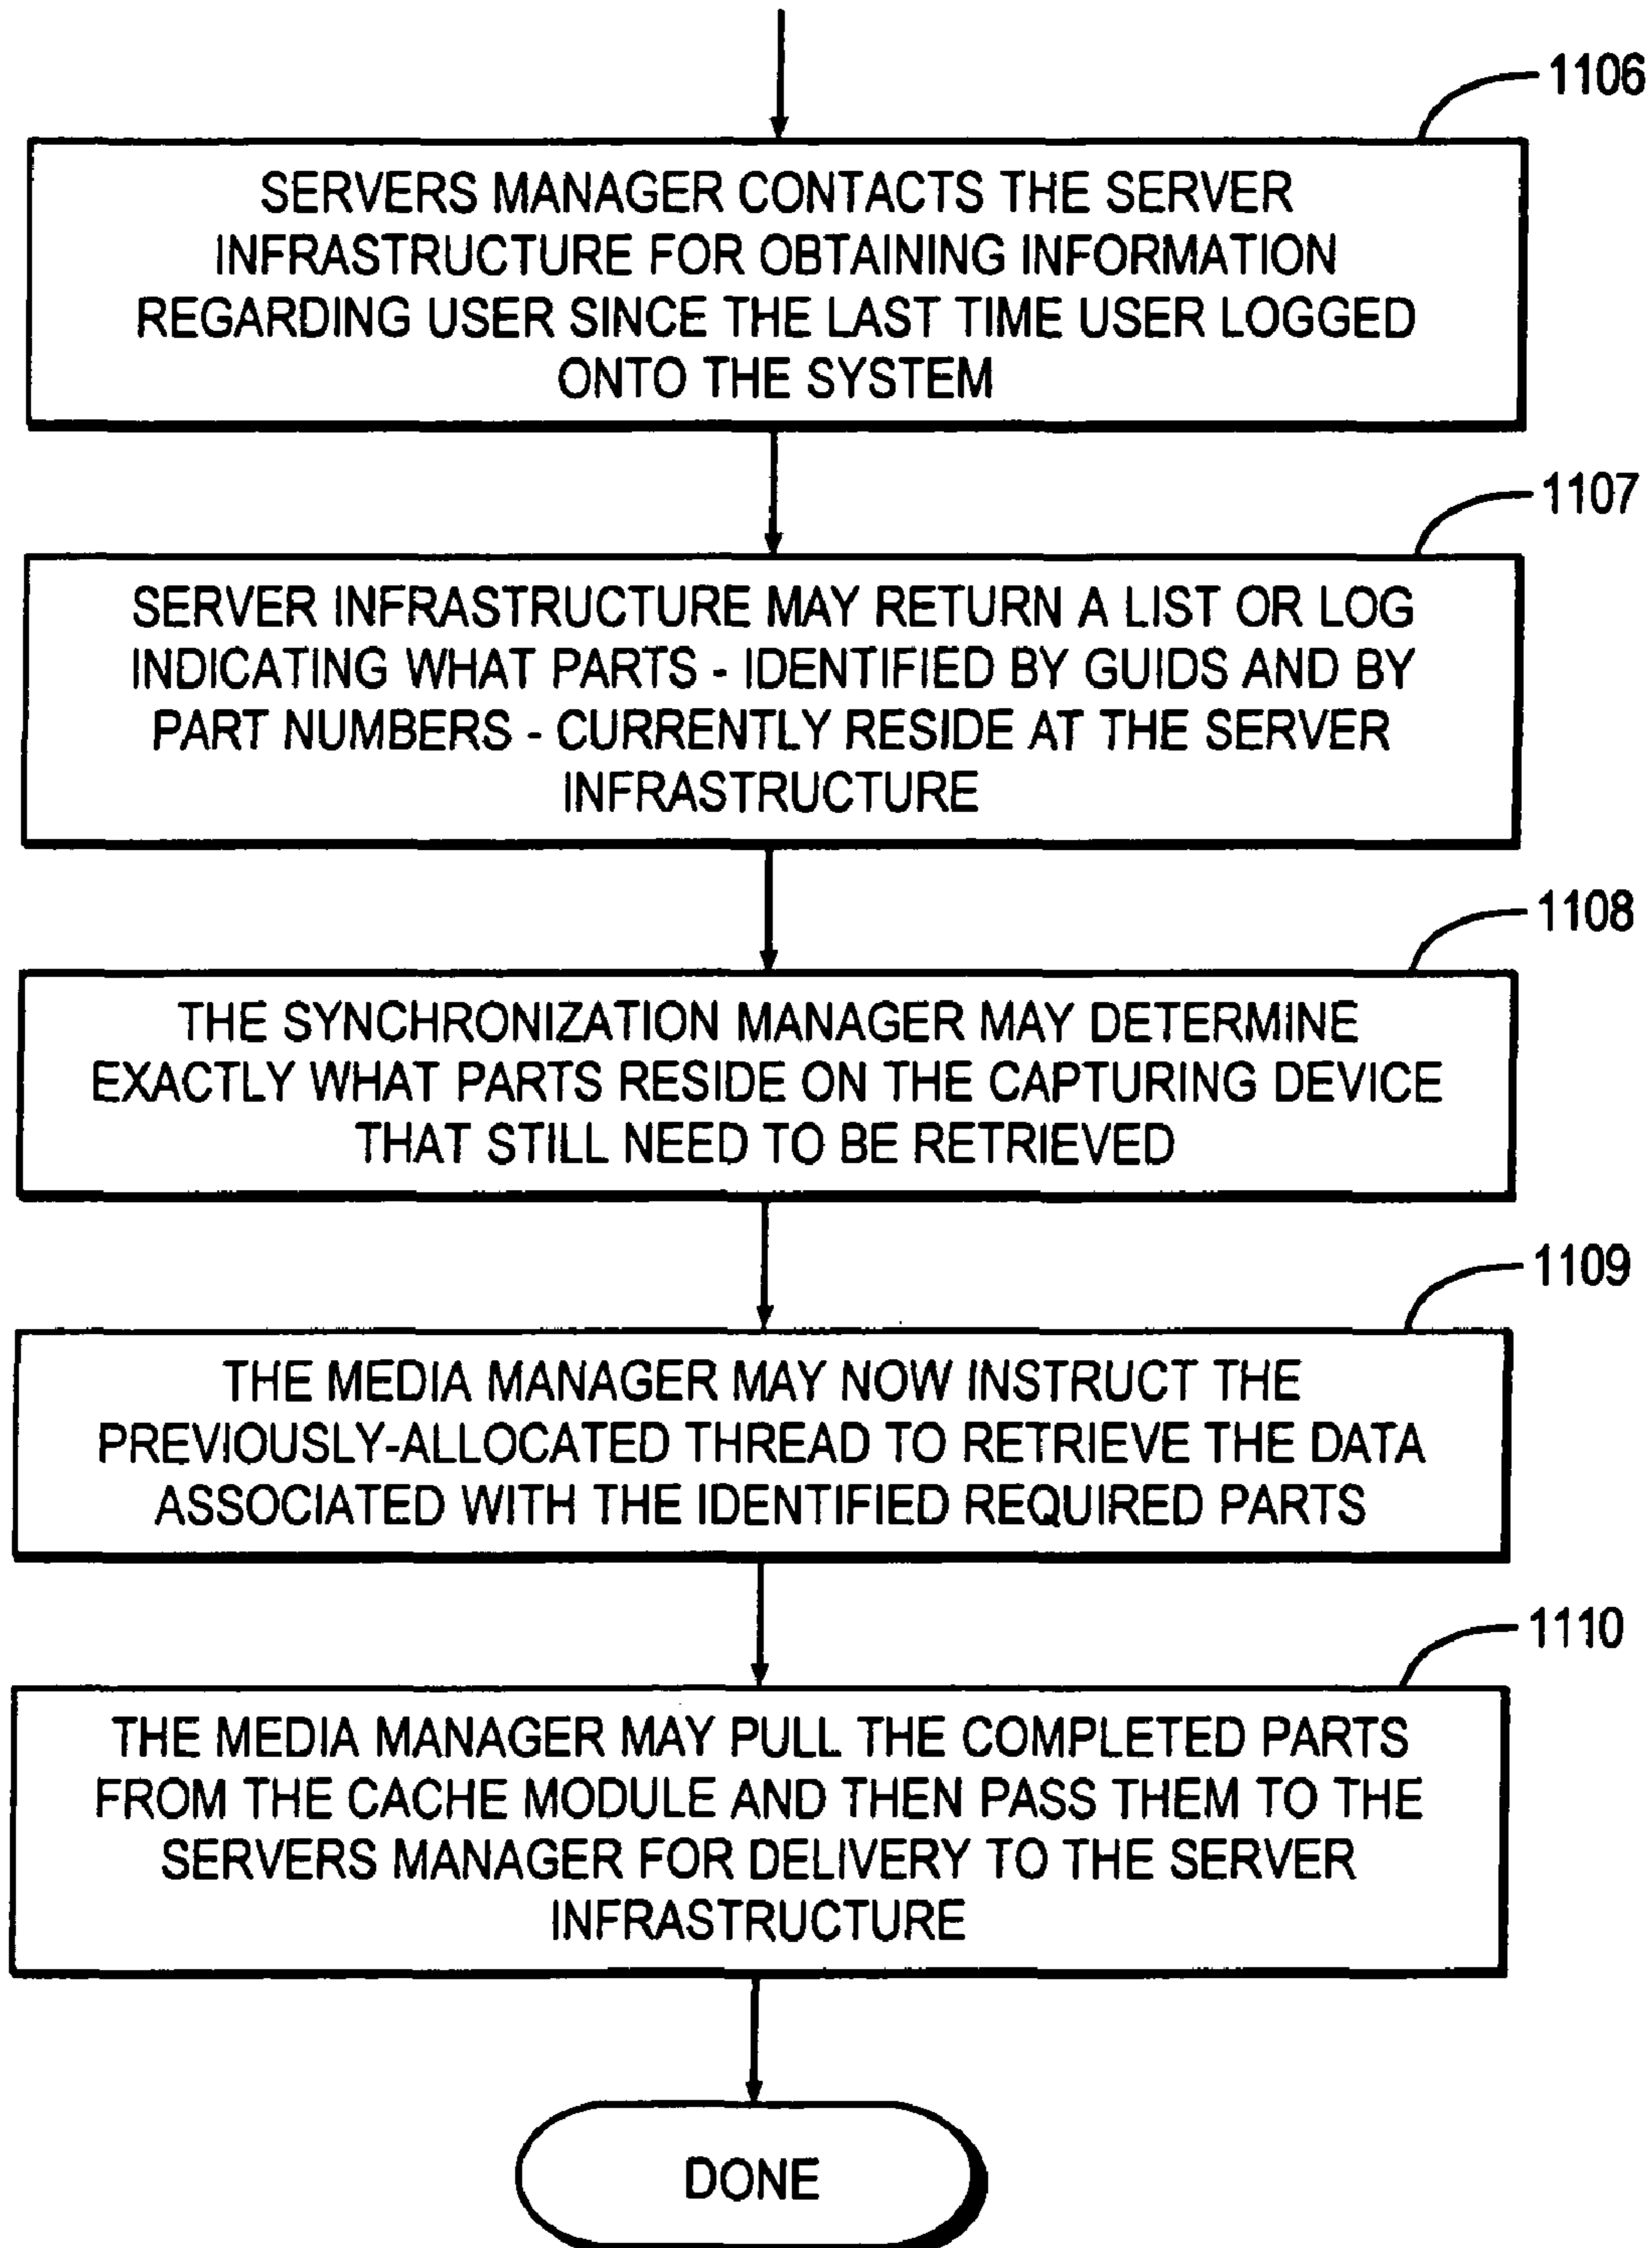 1106
SERVERS MANAGER CONTACTS THE SERVER
INFRASTRUCTURE FOR OBTAINING INFORMATION
REGARDING USER SINCE THE LAST TIME USER LOGGED
ONTO THE SYSTEM
1107
SERVER INFRASTRUCTURE MAY RETURN A LIST OR LOG
INDICATING WHAT PARTS - IDENTIFIED BY GUIDS AND BY
PART NUMBERS - CURRENTLY RESIDE AT THE SERVER
INFRASTRUCTURE
1108
THE SYNCHRONIZATION MANAGER MAY DETERMINE
EXACTLY WHAT PARTS RESIDE ON THE CAPTURING DEVICE
THAT STILL NEED TO BE RETRIEVED
1109
THE MEDIA MANAGER MAY NOW INSTRUCT THE
PREVIOUSLY-ALLOCATED THREAD TO RETRIEVE THE DATA
ASSOCIATED WITH THE IDENTIFIED REQUIRED PARTS
1110
THE MEDIA MANAGER MAY PULL THE COMPLETED PARTS
FROM THE CACHE MODULE AND THEN PASS THEM TO THE
SERVERS MANAGER FOR DELIVERY TO THE SERVER
INFRASTRUCTURE
DONE